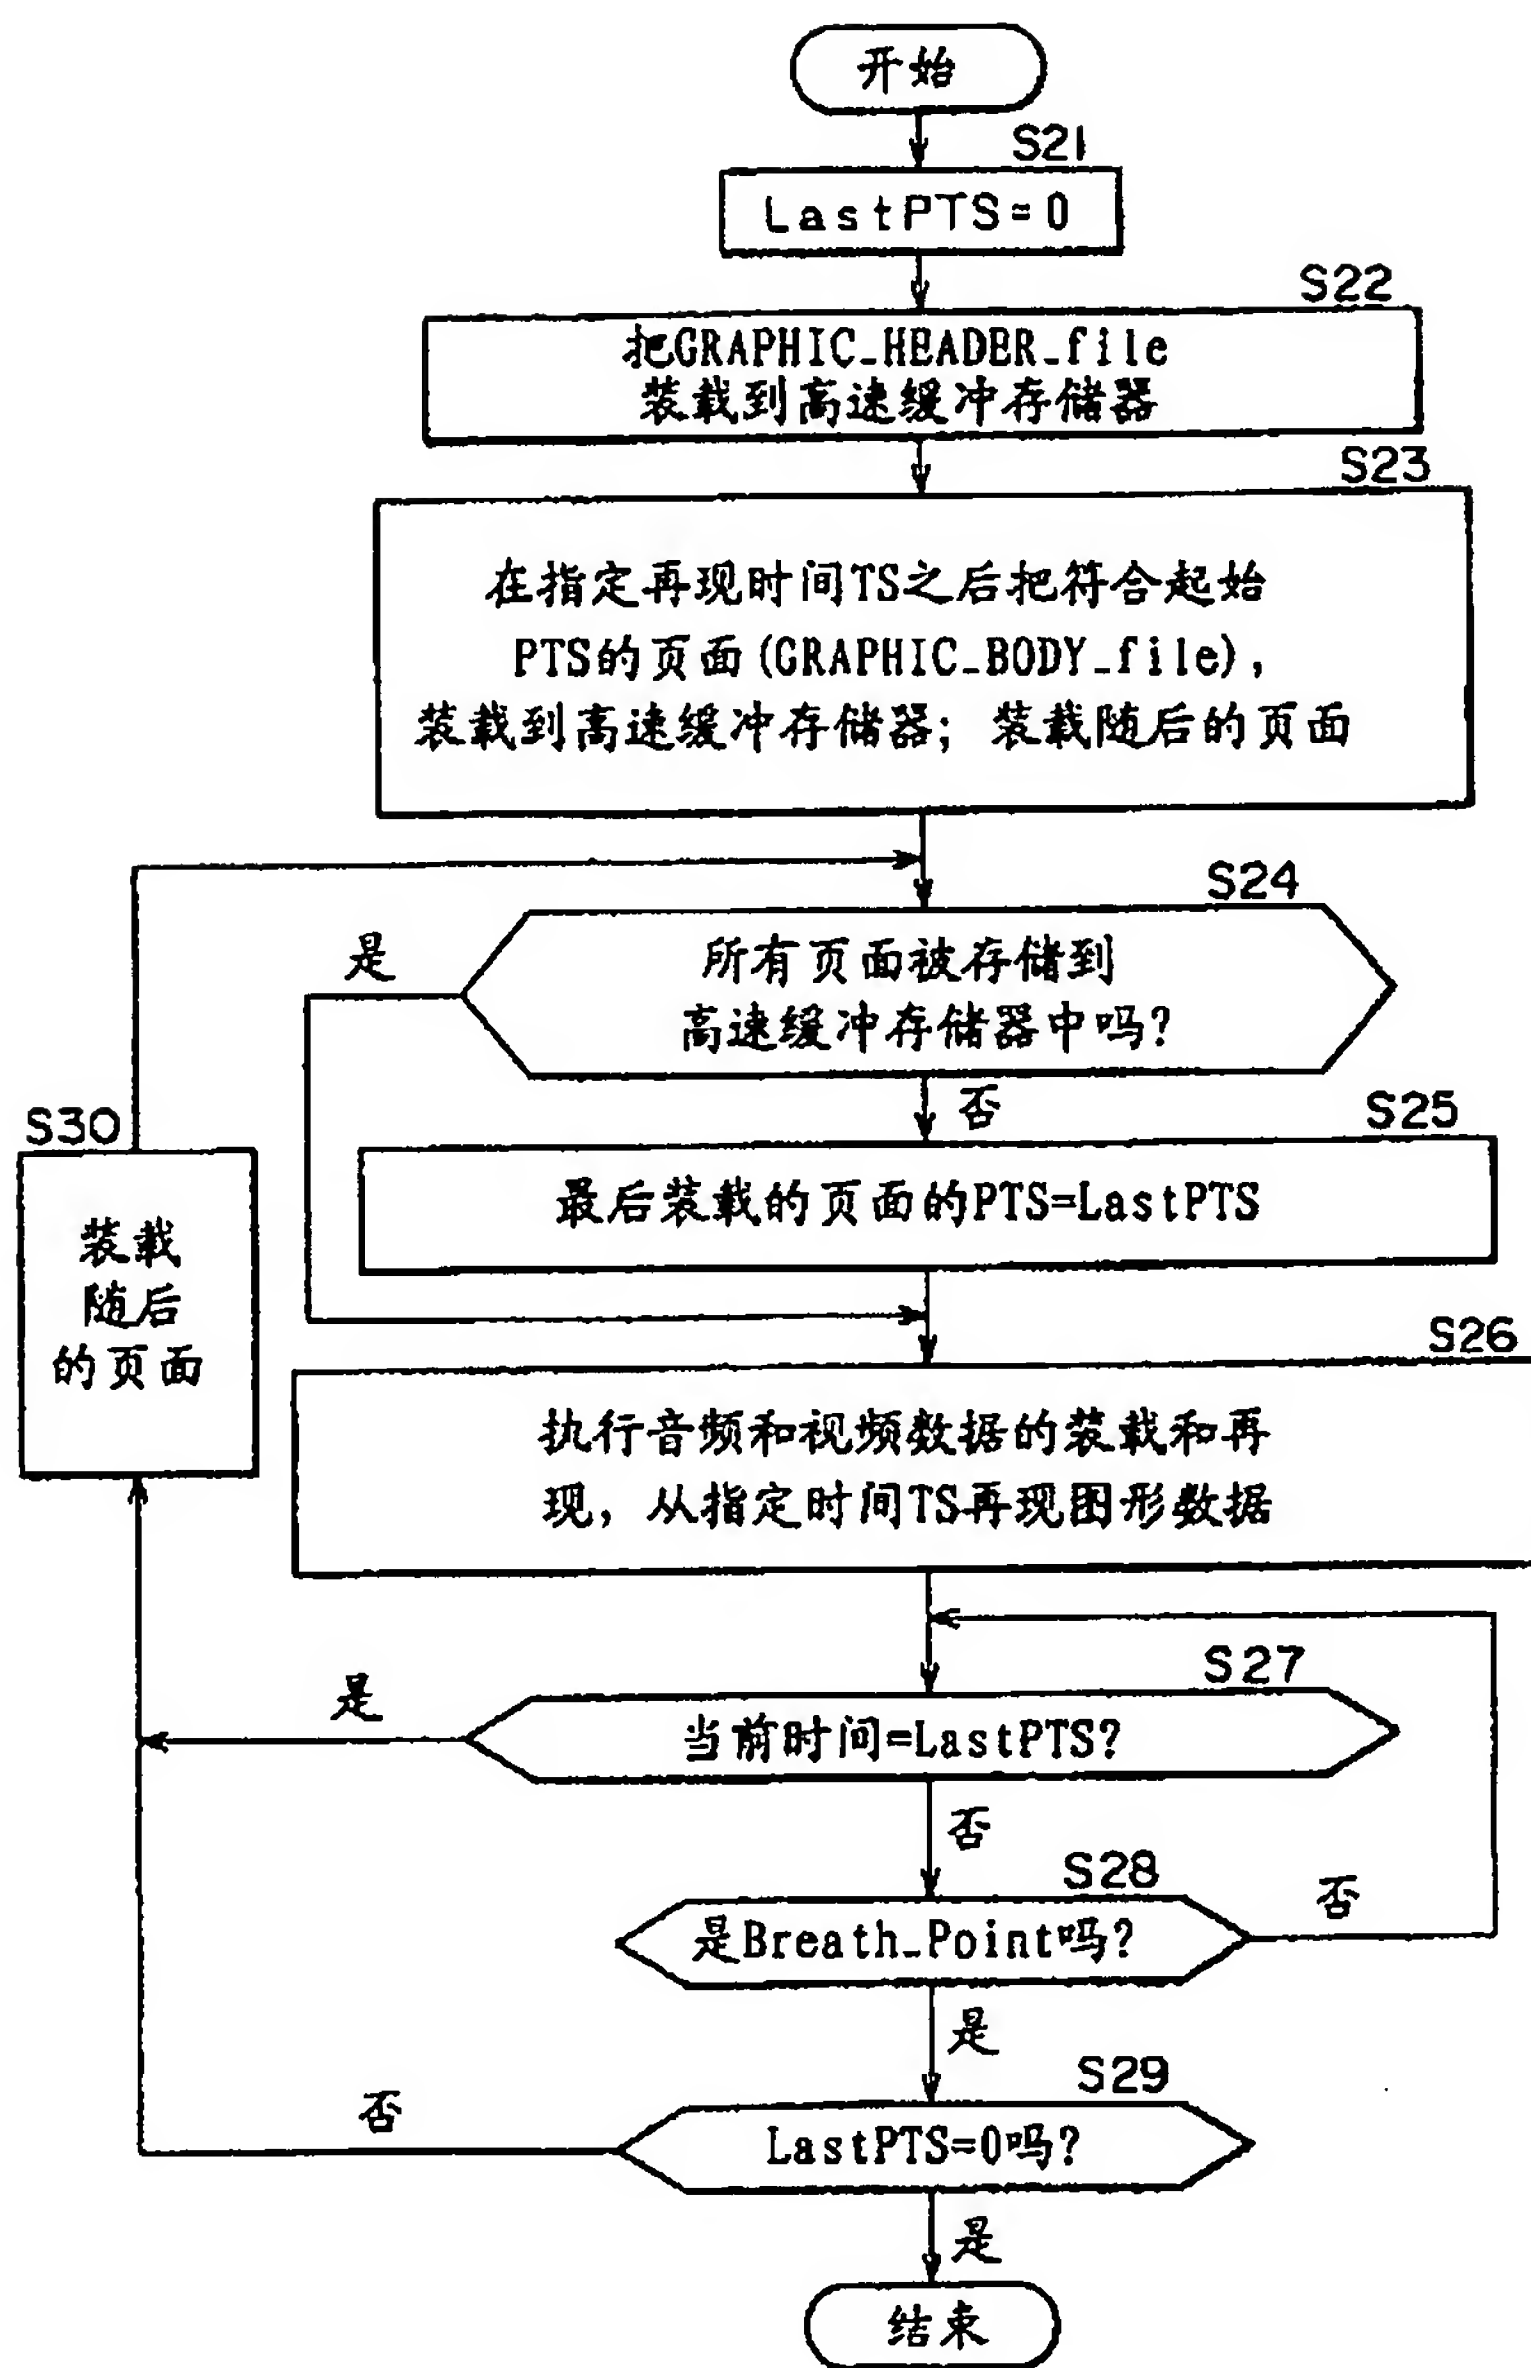 开始
S21
LastPTS=0
S22
把GRAPHIC_HEADER_file
装载到高速缓冲存储器
S23
在指定再现时间TS之后把符合起始
PTS的页面(GRAPHIC_BODY_file),
装载到高速缓冲存储器; 装载随后的页面
S24
是
所有页面被存储到
高速缓冲存储器中吗?
否
S25
最后装载的页面的PTS=LastPTS
S30
装载
随后
的页面
S26
执行音频和视频数据的装载和再
现, 从指定时间TS再现图形数据
S27
是
当前时间=LastPTS?
否
S28
是Breath_Point吗?
否
是
S29
否
LastPTS=0吗?
是
结束